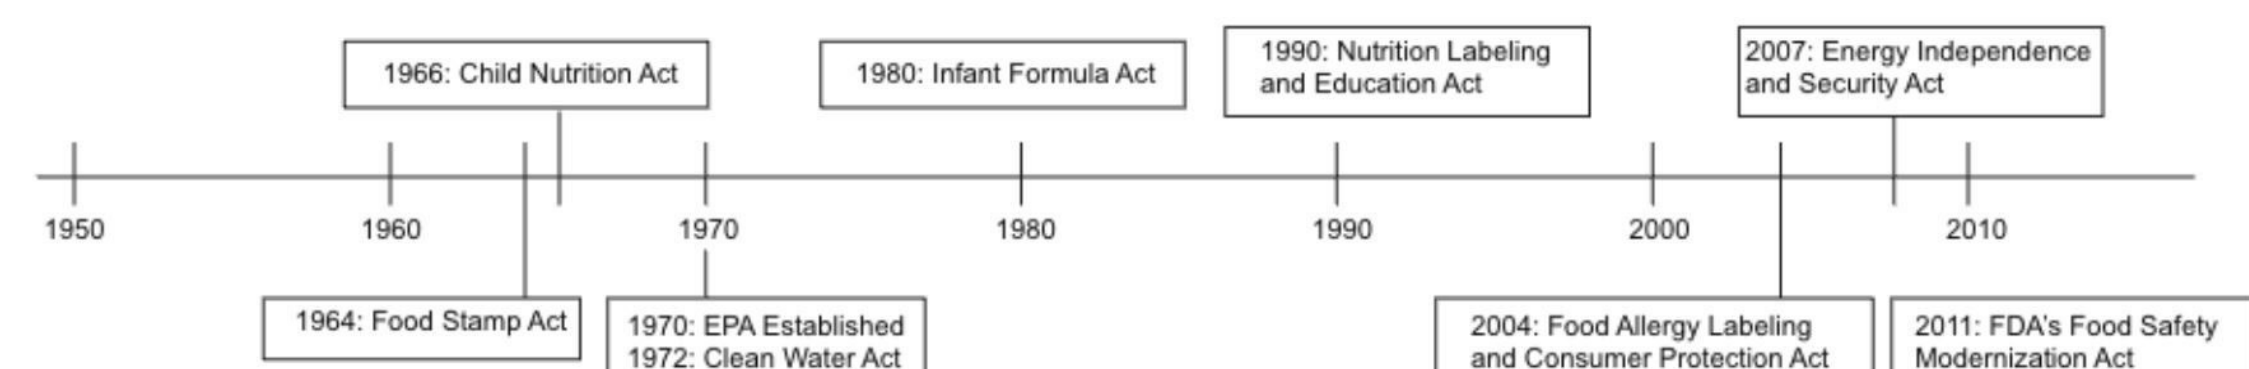 1966: Child Nutrition Act
1980: Infant Formula Act
1990: Nutrition Labeling
and Education Act
2007: Energy Independence
and Security Act
1950
1960
1970
1980
1990
2000
2010
1964: Food Stamp Act
1970: EPA Established
1972: Clean Water Act
2004: Food Allergy Labeling
and Consumer Protection Act
2011: FDA's Food Safety
Modernization Act